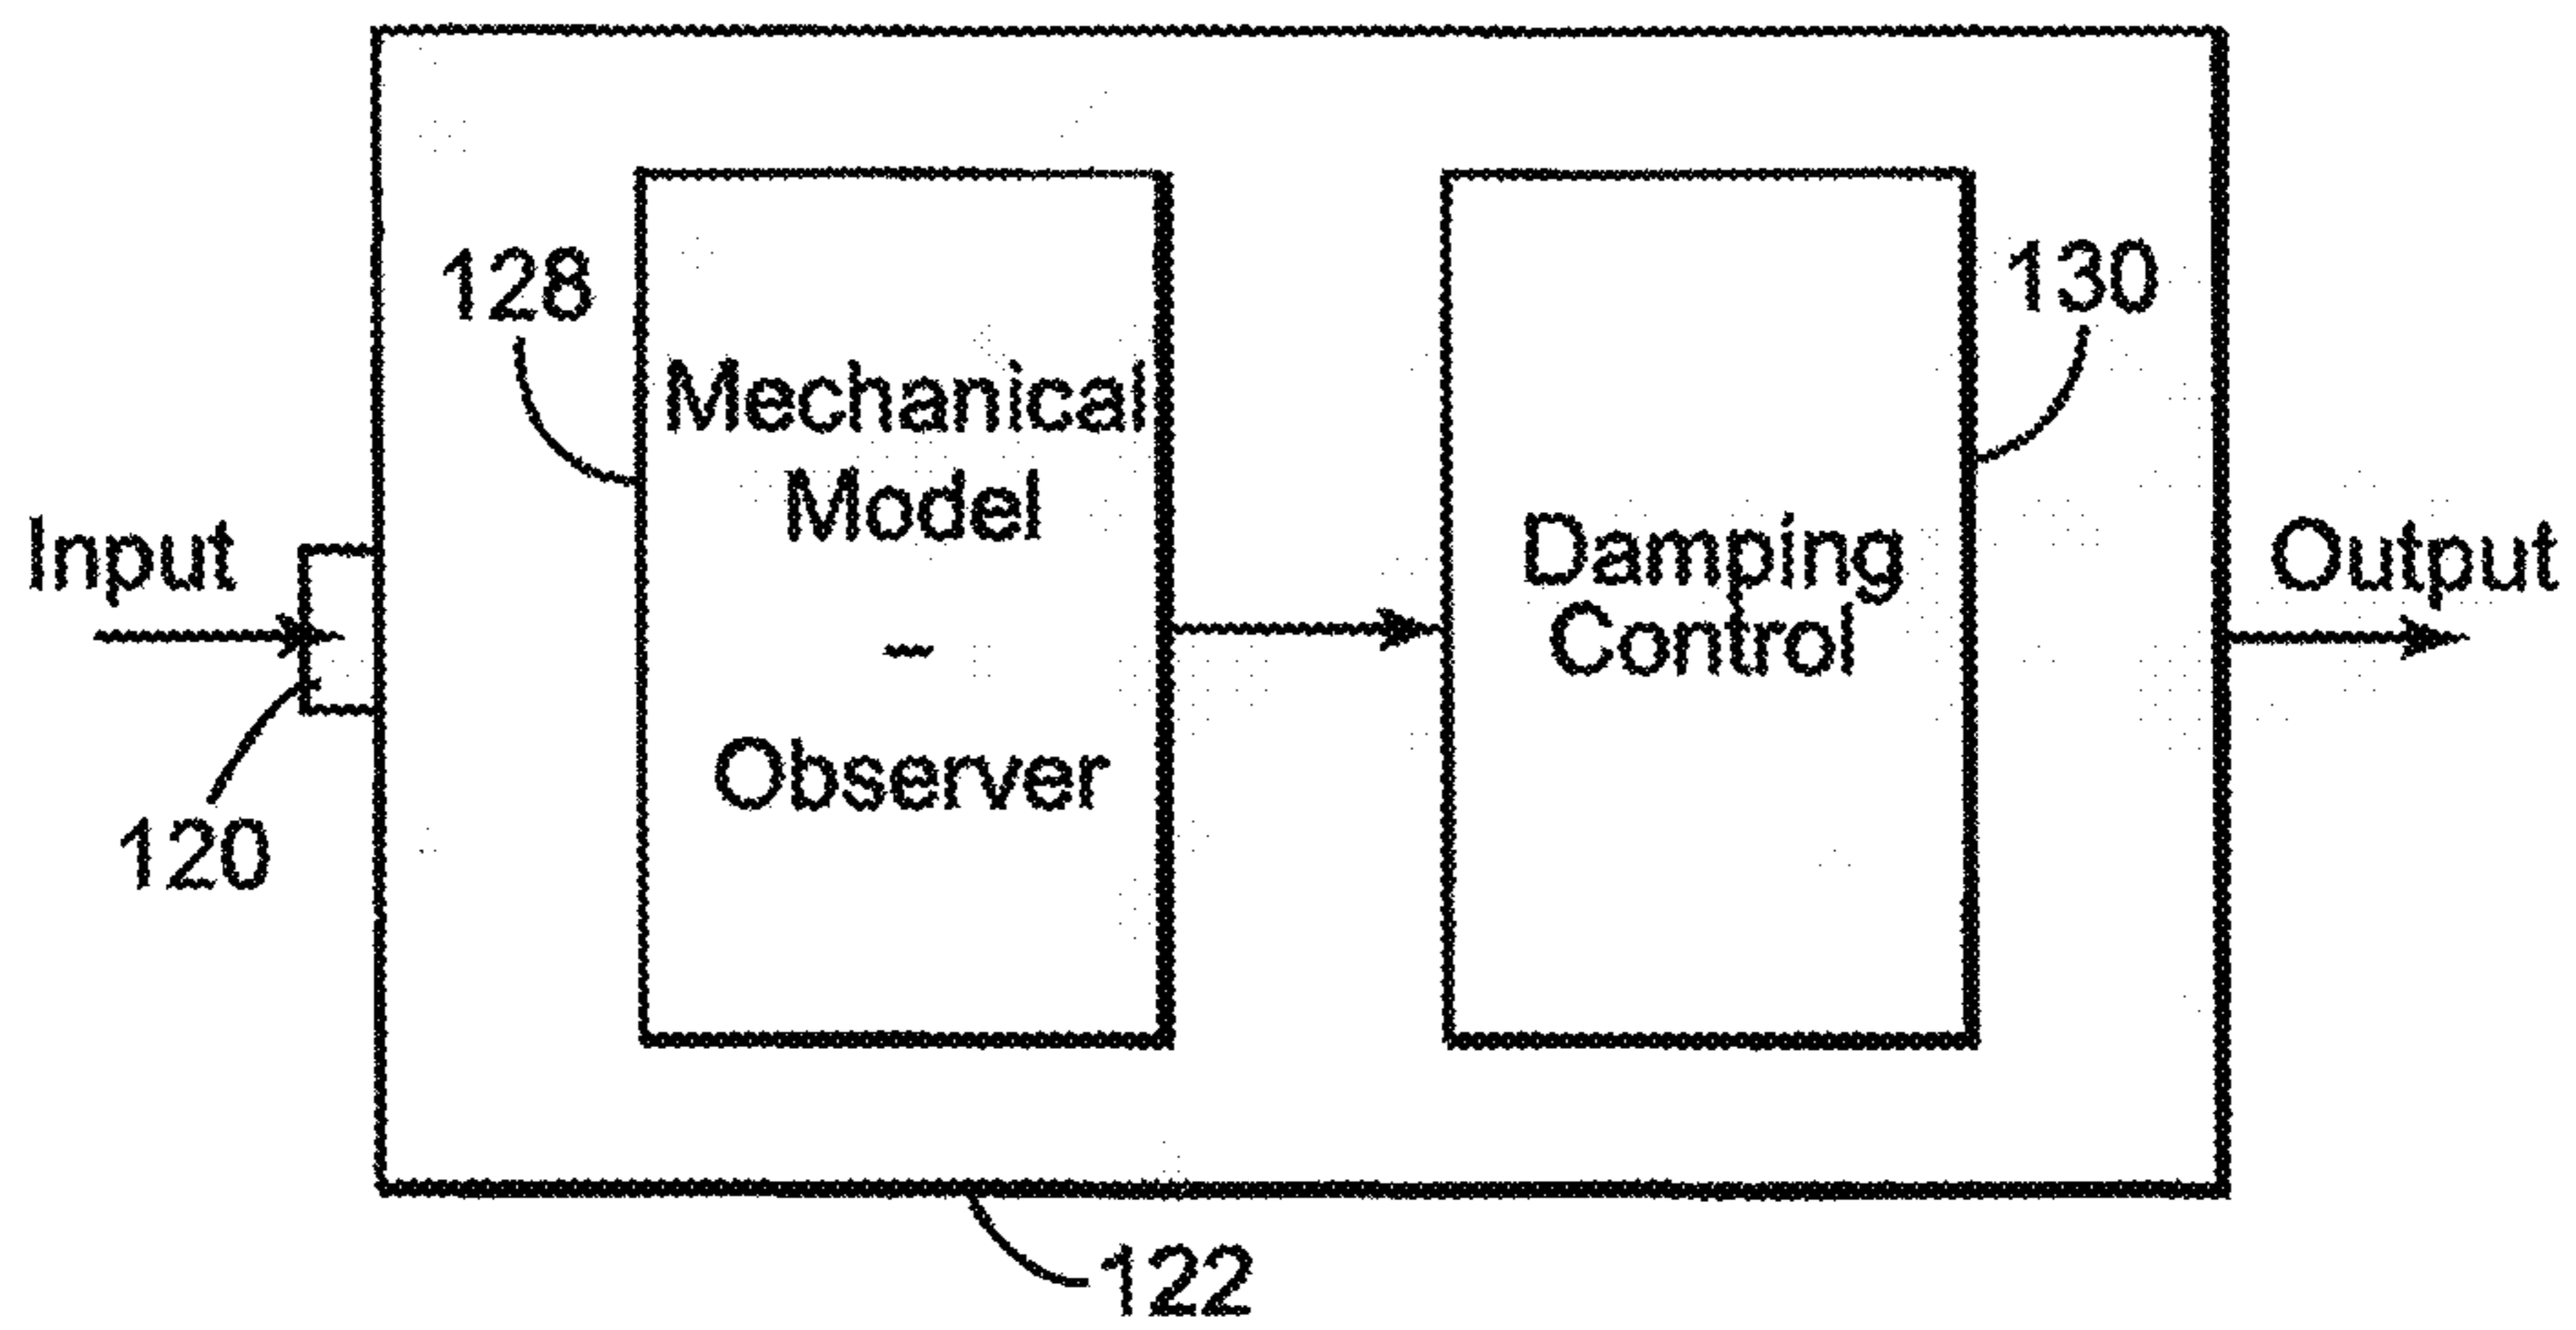 128
130
Mechanical
Model
-
Observer
Damping
Control
Input
Output
120
122